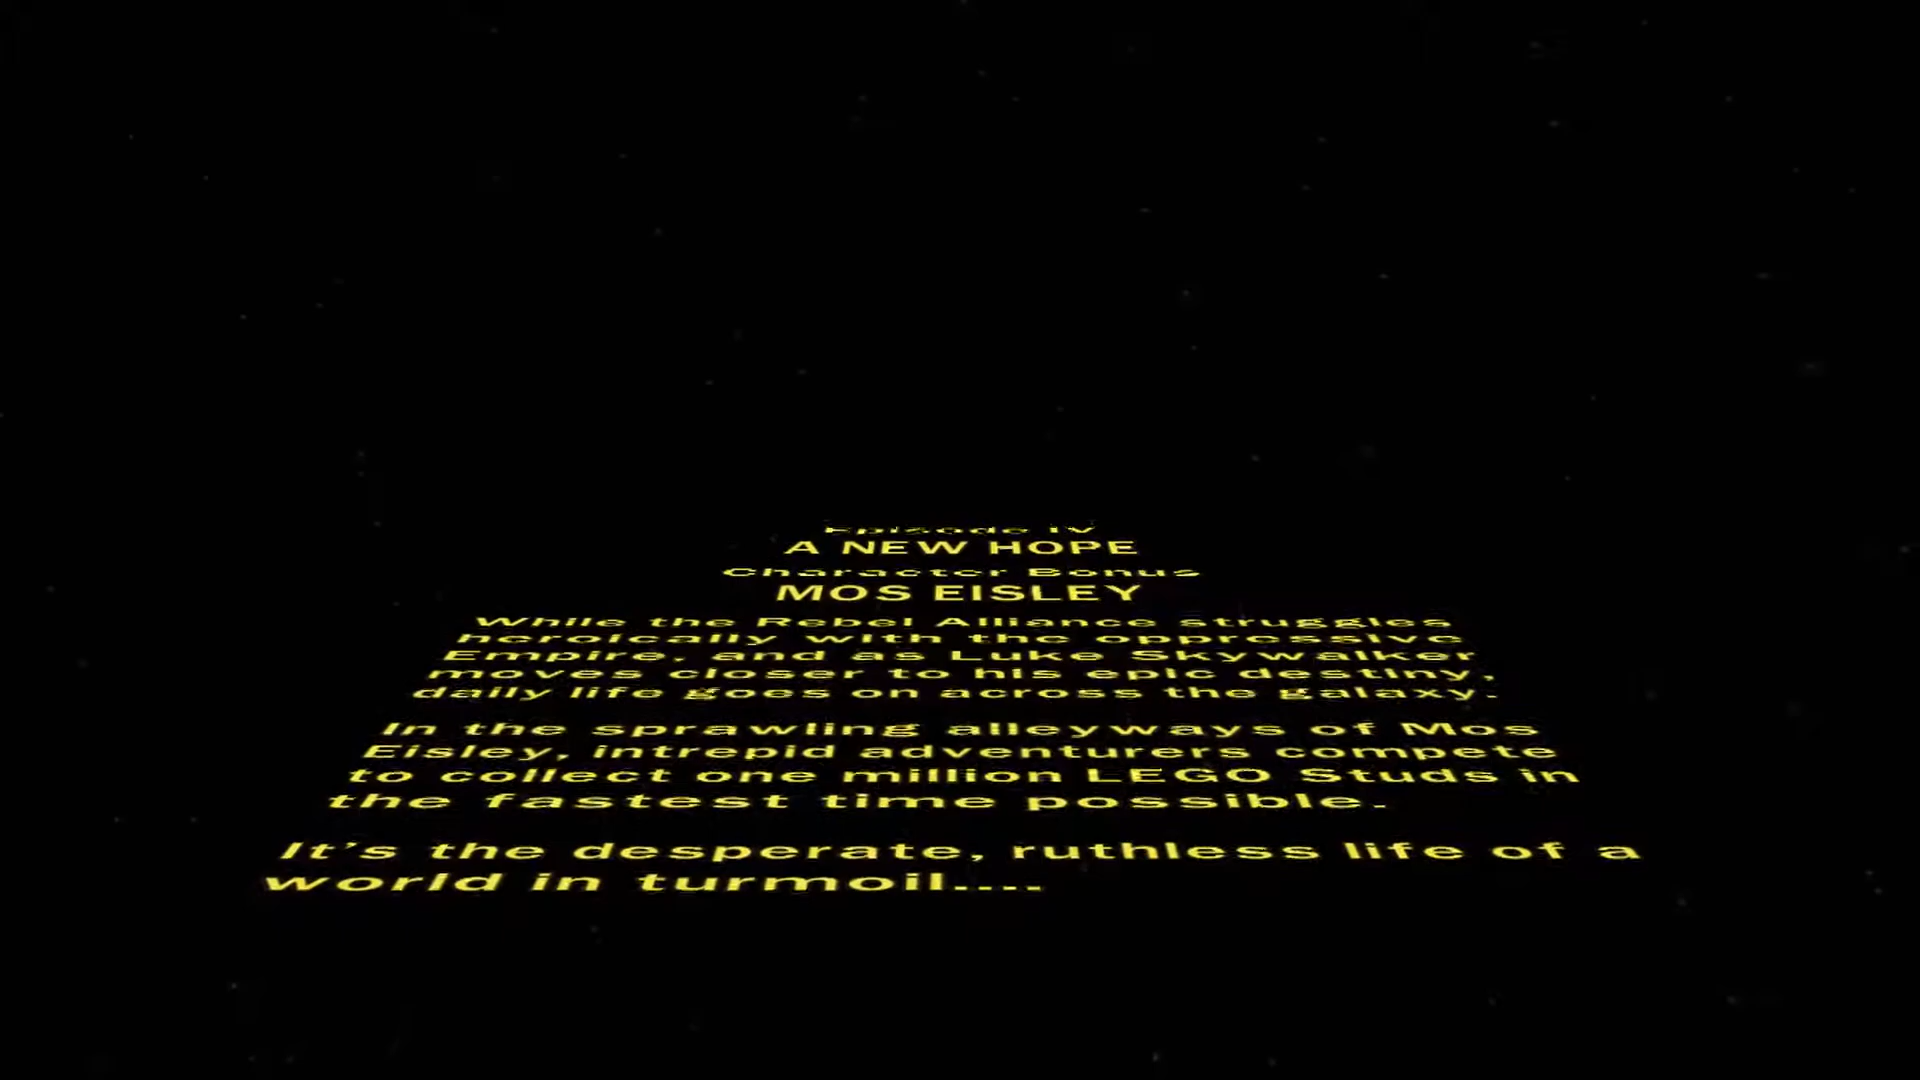 Episode IV
A NEW HOPE
Character Bonus
MOS EISLEY
While the Rebel Alliance struggles
heroically with the oppressive
Empire, and as Luke Skywalker
moves closer to his epic destiny,
daily life goes on across the galaxy.
In the sprawling alleyways of Mos
Eisley, intrepid adventurers compete
to collect one million LEGO Studs in
the fastest time possible.
It's the desperate, ruthless life of a
world in turmoil....